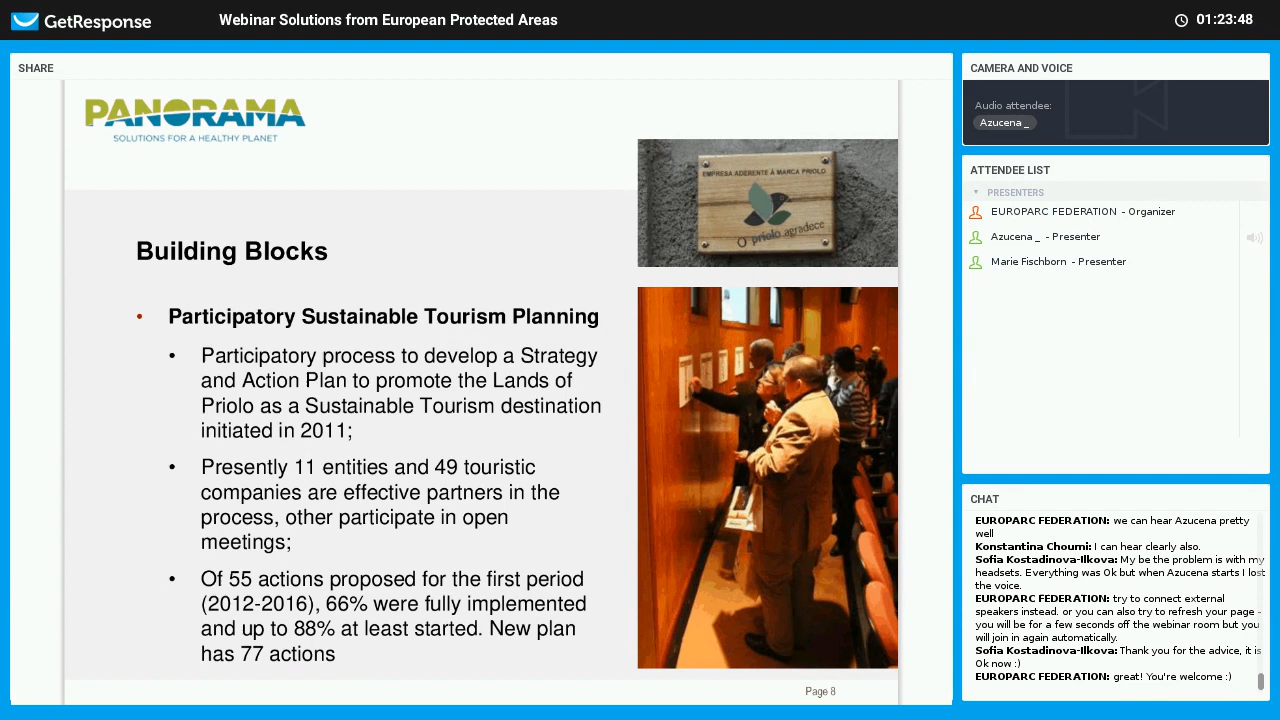 GetResponse
Webinar Solutions from European Protected Areas
01:23:48
SHARE
PANORAMA
SOLUTIONS FOR A HEALTHY PLANET
EMPRESA ADERENTE À MARCA PRIOLO
O priolo agradece
Building Blocks
• Participatory Sustainable Tourism Planning
• Participatory process to develop a Strategy
and Action Plan to promote the Lands of
Priolo as a Sustainable Tourism destination
initiated in 2011;
• Presently 11 entities and 49 touristic
companies are effective partners in the
process, other participate in open
meetings;
• Of 55 actions proposed for the first period
(2012-2016), 66% were fully implemented
and up to 88% at least started. New plan
has 77 actions
Page 8
CAMERA AND VOICE
Audio attendee:
Azucena _
ATTENDEE LIST
PRESENTERS
EUROPARC FEDERATION - Organizer
Azucena _ - Presenter
Marie Fischborn - Presenter
CHAT
EUROPARC FEDERATION: we can hear Azucena pretty
well
Konstantina Choumi: I can hear clearly also.
Sofia Kostadinova-Ilkova: My be the problem is with my
headsets. Everything was Ok but when Azucena starts I lost
the voice.
EUROPARC FEDERATION: try to connect external
speakers instead. or you can also try to refresh your page -
you will be for a few seconds off the webinar room but you
will join in again automatically.
Sofia Kostadinova-Ilkova: Thank you for the advice, it is
Ok now :)
EUROPARC FEDERATION: great! You're welcome :)